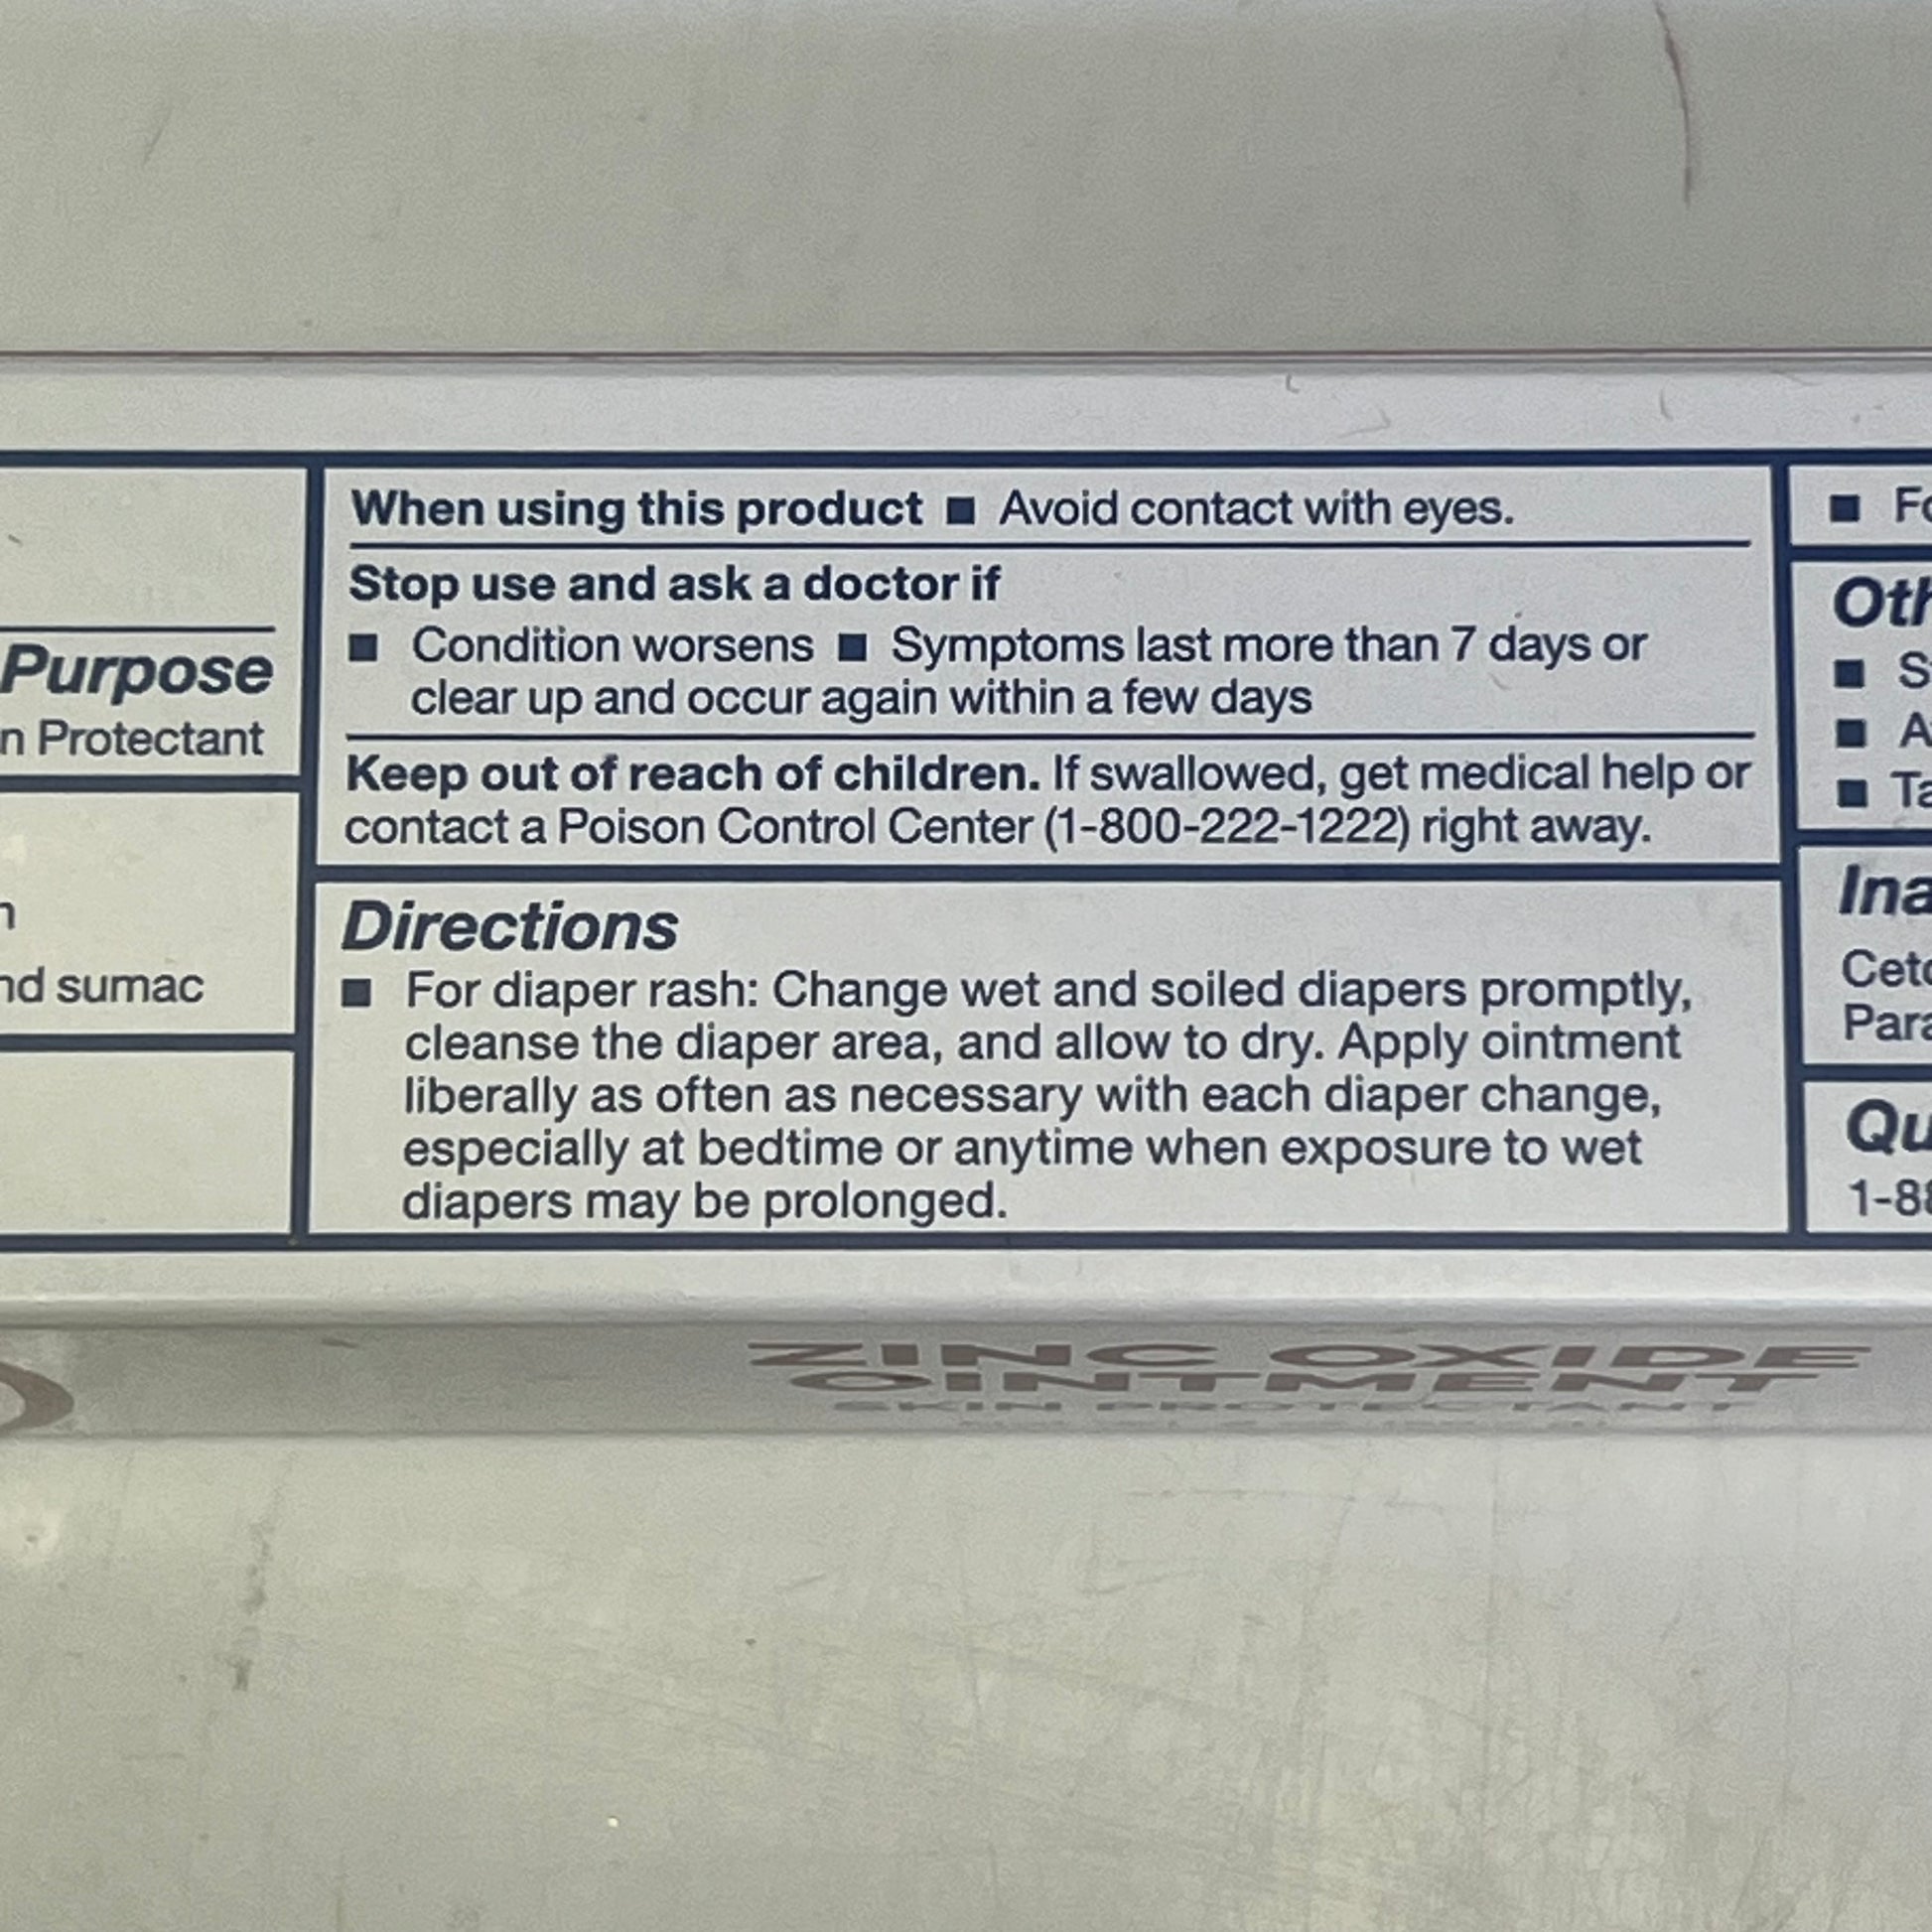 Purpose
Protectant
nd sumac
When using this product ■ Avoid contact with eyes.
Stop use and ask a doctor if
■ Condition worsens ■ Symptoms last more than 7 days or
clear up and occur again within a few days
Keep out of reach of children. If swallowed, get medical help or
contact a Poison Control Center (1-800-222-1222) right away.
Directions
■ For diaper rash: Change wet and soiled diapers promptly,
cleanse the diaper area, and allow to dry. Apply ointment
liberally as often as necessary with each diaper change,
especially at bedtime or anytime when exposure to wet
diapers may be prolonged.
ZINC OXIDE
OINTMENT
SKIN PROTECTANT